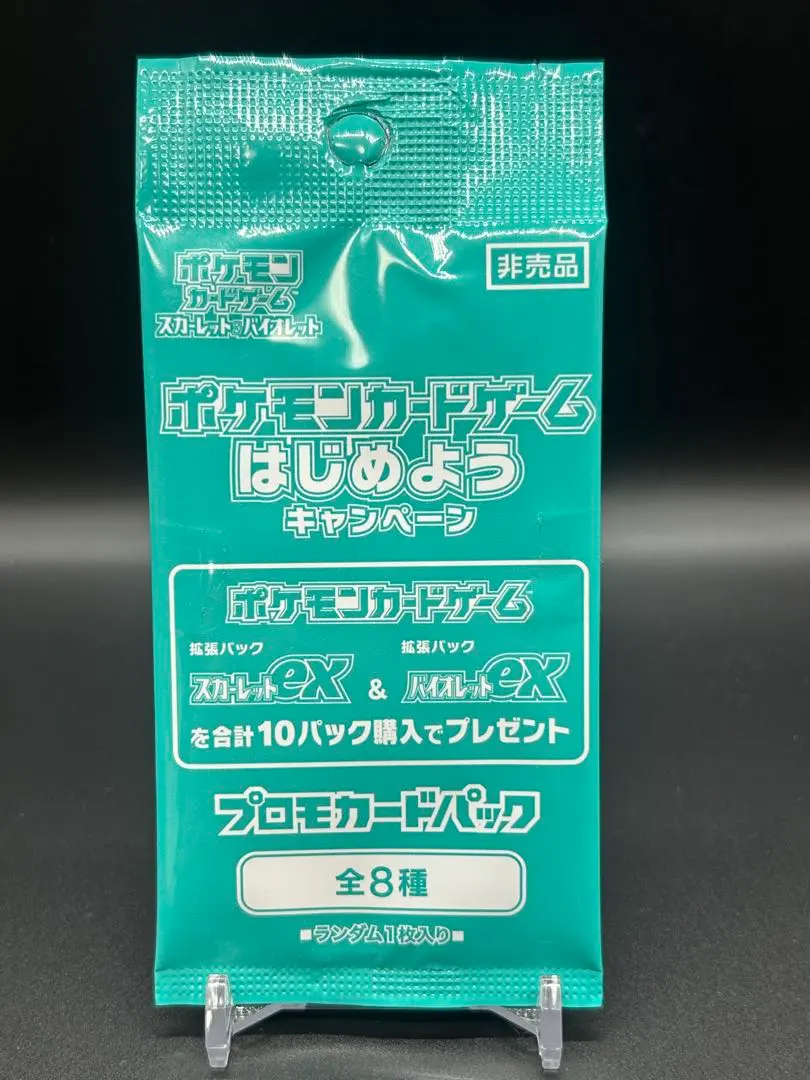 非売品
ポケモン
カードゲーム
スカーレット&バイオレット
ポケモンカードゲーム
はじめよう
キャンペーン
ポケモンカードゲーム
拡張パック 拡張パック
スカーレットex & バイオレットex
を合計10パック購入でプレゼント
プロモカードパック
全8種
■ランダム1枚入り■